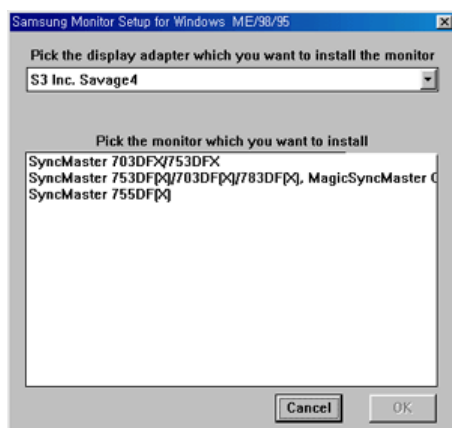 Samsung Monitor Setup for Windows ME/98/95
Pick the display adapter which you want to install the monitor
S3 Inc. Savage4
Pick the monitor which you want to install
SyncMaster 703DFX/753DFX
SyncMaster 753DF[X]/703DF[X]/783DF[X], MagicSyncMaster
SyncMaster 755DF[X]
Cancel
OK